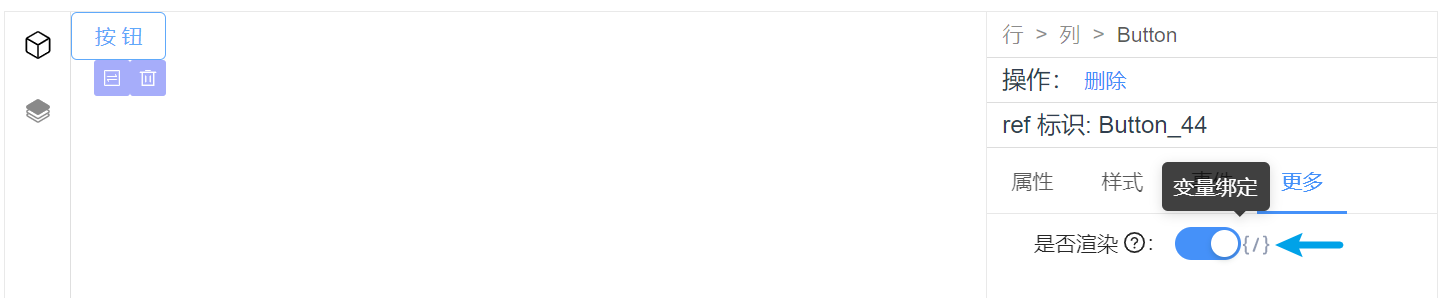 按 钮
行 > 列 > Button
操作： 删除
ref 标识: Button_44
属性 样式 更多
变量绑定
是否渲染 ? : {/}